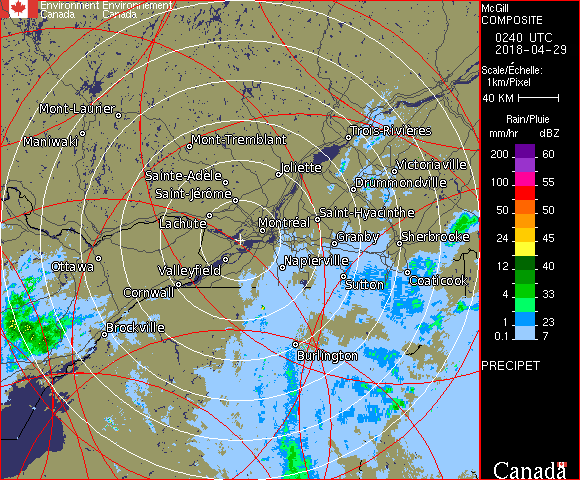 Environment Environnement
Canada Canada
McGill
COMPOSITE
0240 UTC
2018-04-29
Scale/Échelle:
1km/Pixel
40 KM
Rain/Pluie
mm/hr dBZ
200 60
100 55
50 50
24 45
12 40
4 33
1 23
0.1 7
PRECIPET
Canada
Mont-Laurier
Maniwaki
Mont-Tremblant
Trois-Rivières
Sainte-Adèle
Joliette
Victoriaville
Saint-Jérôme
Drummondville
Lachute
Montréal
Saint-Hyacinthe
Granby
Sherbrooke
Ottawa
Valleyfield
Napierville
Cornwall
Sutton
Coaticook
Brockville
Burlington